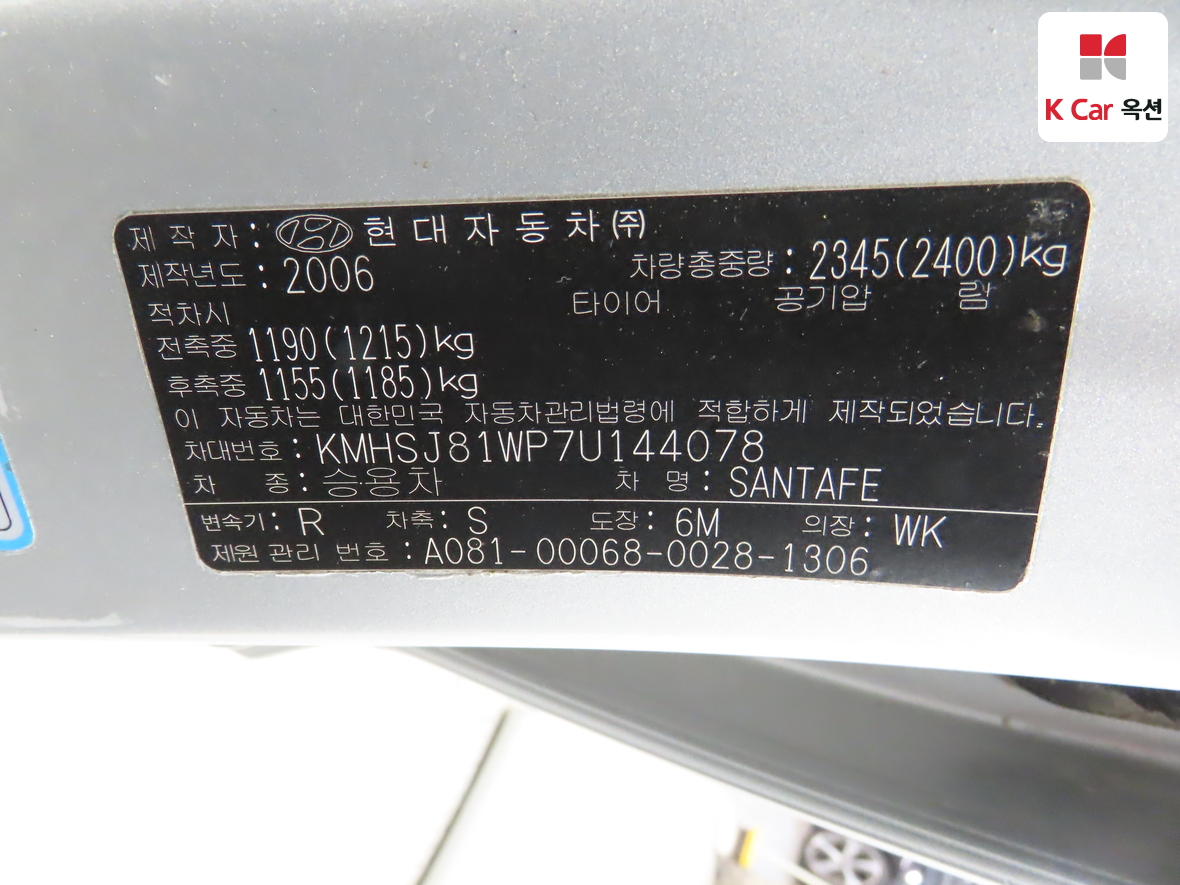 K Car 옥션
제 작 자 : 현 대 자 동 차 ㈜
제작년도 : 2006 차량총중량 : 2345(2400)kg
적차시 타이어 공기압 람
전축중 1190(1215)kg
후축중 1155(1185)kg
이 자동차는 대한민국 자동차관리법령에 적합하게 제작되었습니다.
차대번호 : KMHSJ81WP7U144078
차 종 : 승용차 차 명 : SANTAFE
변속기 : R 차축 : S 도장 : 6M 의장 : WK
제원 관리 번호 : A081-00068-0028-1306